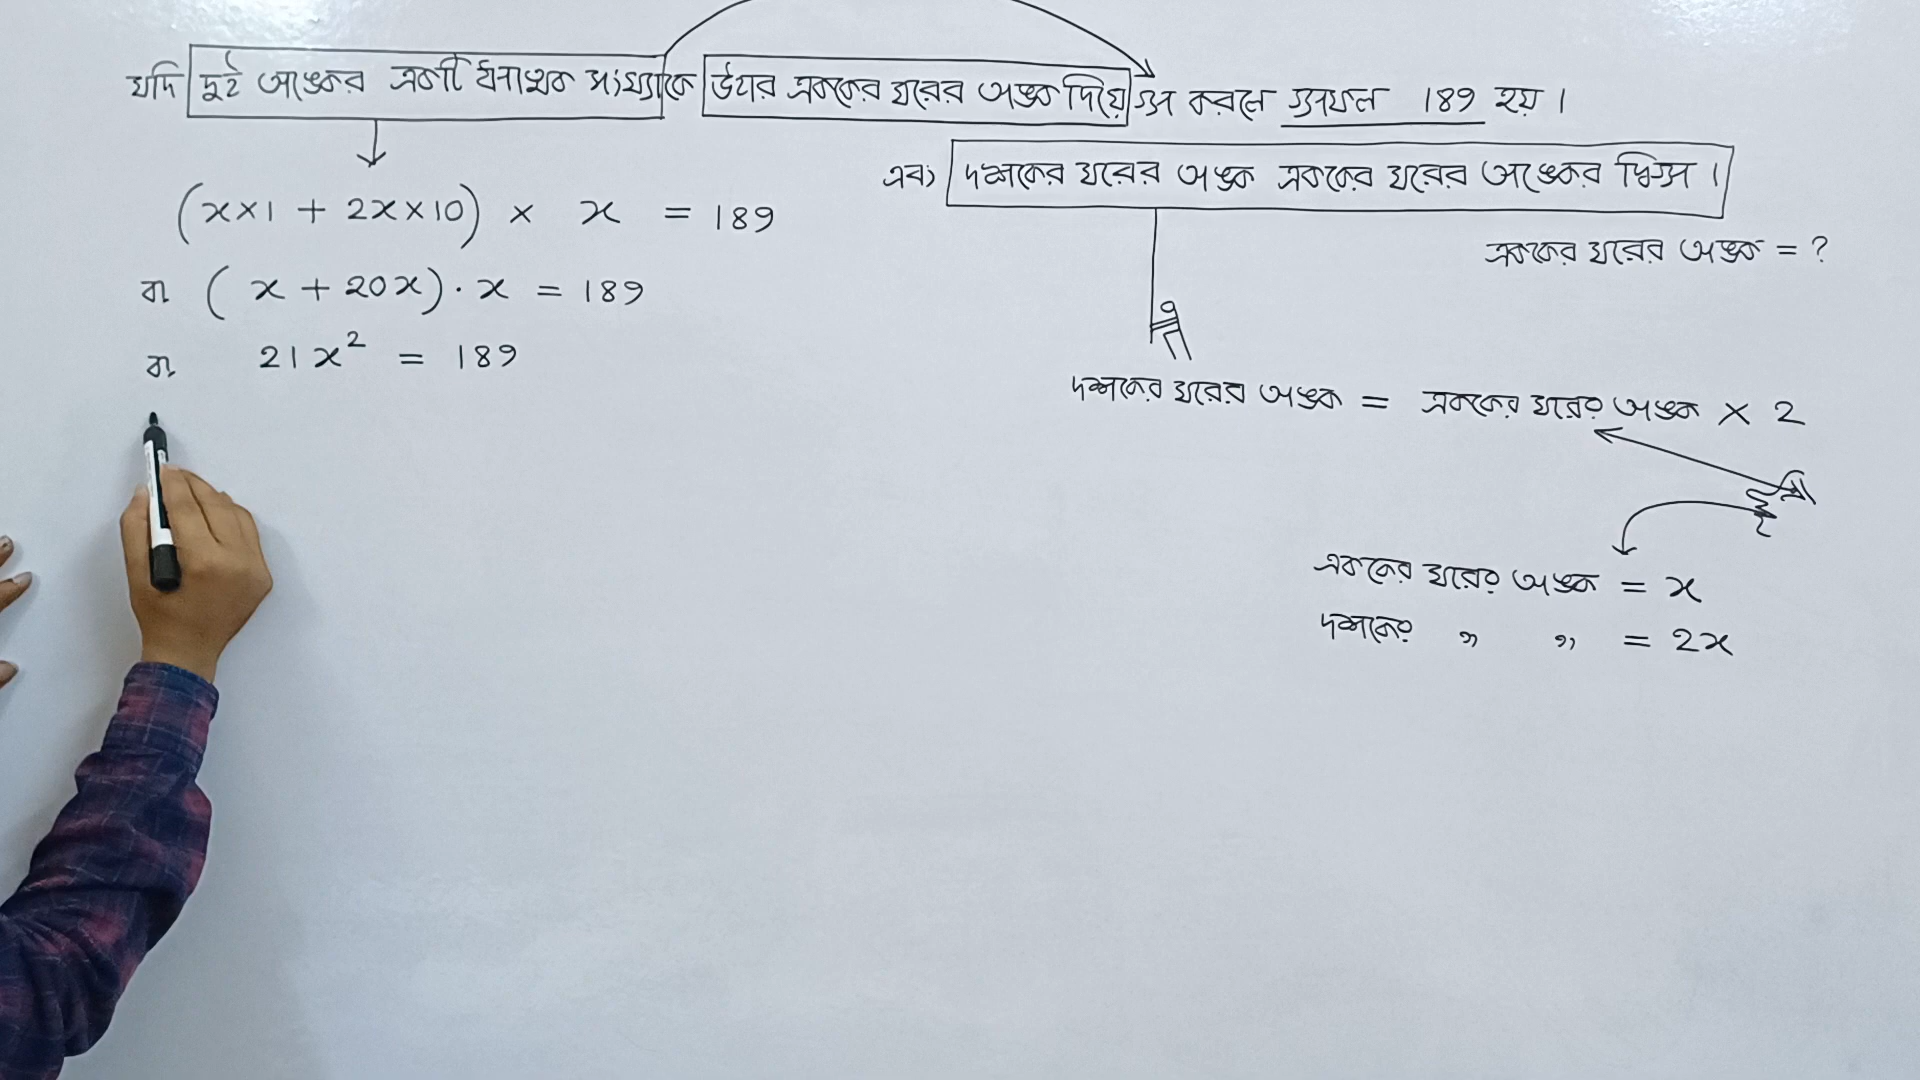 যদি দুই অঙ্কের একটি ধনাত্মক সংখ্যাকে উহার এককের ঘরের অঙ্ক দিয়ে গুণ করলে গুণফল 189 হয়।
এবং দশকের ঘরের অঙ্ক এককের ঘরের অঙ্কের দ্বিগুণ।
(x×1 + 2x×10) × x = 189
এককের ঘরের অঙ্ক = ?
বা (x + 20x)·x = 189
বা 21x² = 189
দশকের ঘরের অঙ্ক = এককের ঘরের অঙ্ক × 2
এককের ঘরের অঙ্ক = x
দশকের " " = 2x